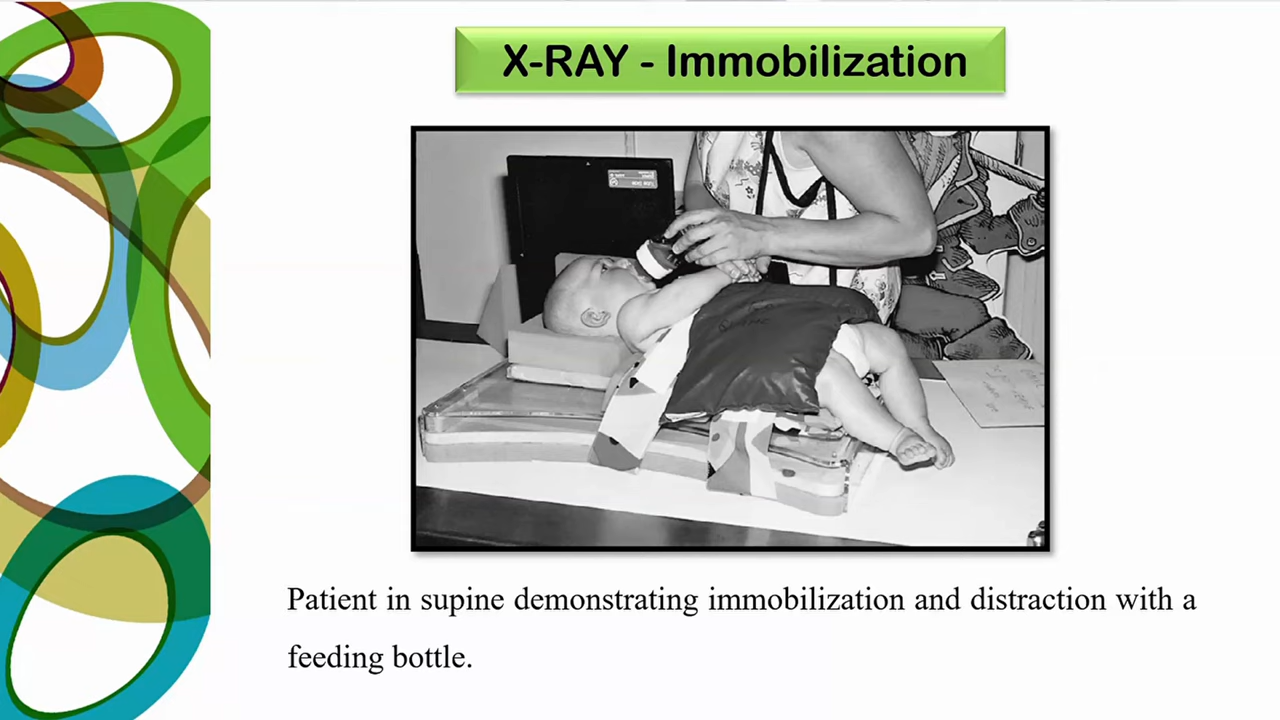 X-RAY - Immobilization
Patient in supine demonstrating immobilization and distraction with a
feeding bottle.